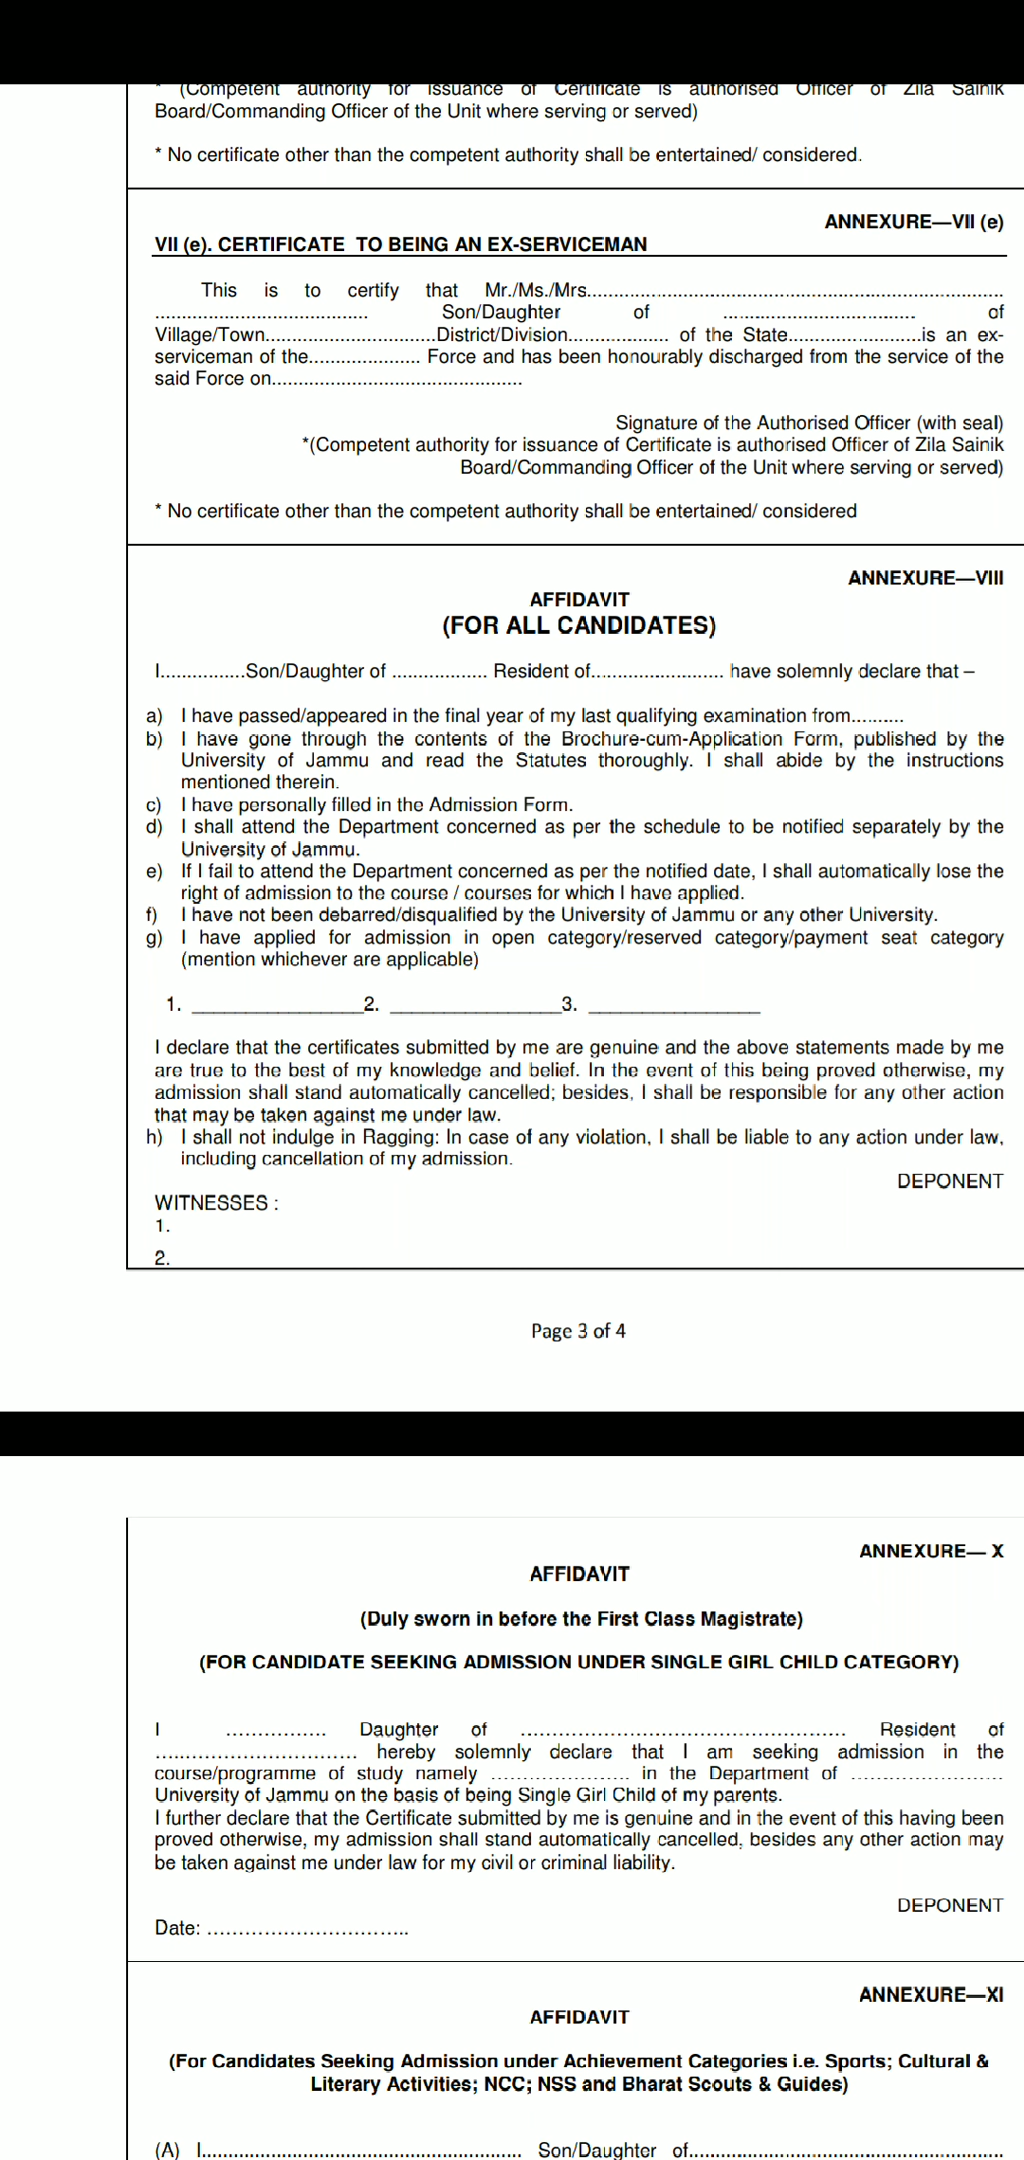 * (Competent authority for issuance of Certificate is authorised Officer of Zila Sainik
Board/Commanding Officer of the Unit where serving or served)
* No certificate other than the competent authority shall be entertained/ considered.
ANNEXURE—VII (e)
VII (e). CERTIFICATE TO BEING AN EX-SERVICEMAN
This is to certify that Mr./Ms./Mrs..............................................................................
........................................ Son/Daughter of .................................... of
Village/Town................................District/Division................... of the State.........................is an ex-
serviceman of the..................... Force and has been honourably discharged from the service of the
said Force on...............................................
Signature of the Authorised Officer (with seal)
*(Competent authority for issuance of Certificate is authorised Officer of Zila Sainik
Board/Commanding Officer of the Unit where serving or served)
* No certificate other than the competent authority shall be entertained/ considered
ANNEXURE—VIII
AFFIDAVIT
(FOR ALL CANDIDATES)
I................Son/Daughter of .................. Resident of......................... have solemnly declare that –
a) I have passed/appeared in the final year of my last qualifying examination from..........
b) I have gone through the contents of the Brochure-cum-Application Form, published by the
University of Jammu and read the Statutes thoroughly. I shall abide by the instructions
mentioned therein.
c) I have personally filled in the Admission Form.
d) I shall attend the Department concerned as per the schedule to be notified separately by the
University of Jammu.
e) If I fail to attend the Department concerned as per the notified date, I shall automatically lose the
right of admission to the course / courses for which I have applied.
f) I have not been debarred/disqualified by the University of Jammu or any other University.
g) I have applied for admission in open category/reserved category/payment seat category
(mention whichever are applicable)
1. ________________2. ________________3. ________________
I declare that the certificates submitted by me are genuine and the above statements made by me
are true to the best of my knowledge and belief. In the event of this being proved otherwise, my
admission shall stand automatically cancelled; besides, I shall be responsible for any other action
that may be taken against me under law.
h) I shall not indulge in Ragging: In case of any violation, I shall be liable to any action under law,
including cancellation of my admission.
DEPONENT
WITNESSES :
1.
2.
Page 3 of 4
ANNEXURE— X
AFFIDAVIT
(Duly sworn in before the First Class Magistrate)
(FOR CANDIDATE SEEKING ADMISSION UNDER SINGLE GIRL CHILD CATEGORY)
I ................ Daughter of .................................................... Resident of
................................ hereby solemnly declare that I am seeking admission in the
course/programme of study namely ...................... in the Department of ........................
University of Jammu on the basis of being Single Girl Child of my parents.
I further declare that the Certificate submitted by me is genuine and in the event of this having been
proved otherwise, my admission shall stand automatically cancelled, besides any other action may
be taken against me under law for my civil or criminal liability.
DEPONENT
Date: ................................
ANNEXURE—XI
AFFIDAVIT
(For Candidates Seeking Admission under Achievement Categories i.e. Sports; Cultural &
Literary Activities; NCC; NSS and Bharat Scouts & Guides)
(A) I............................................................ Son/Daughter of...........................................................